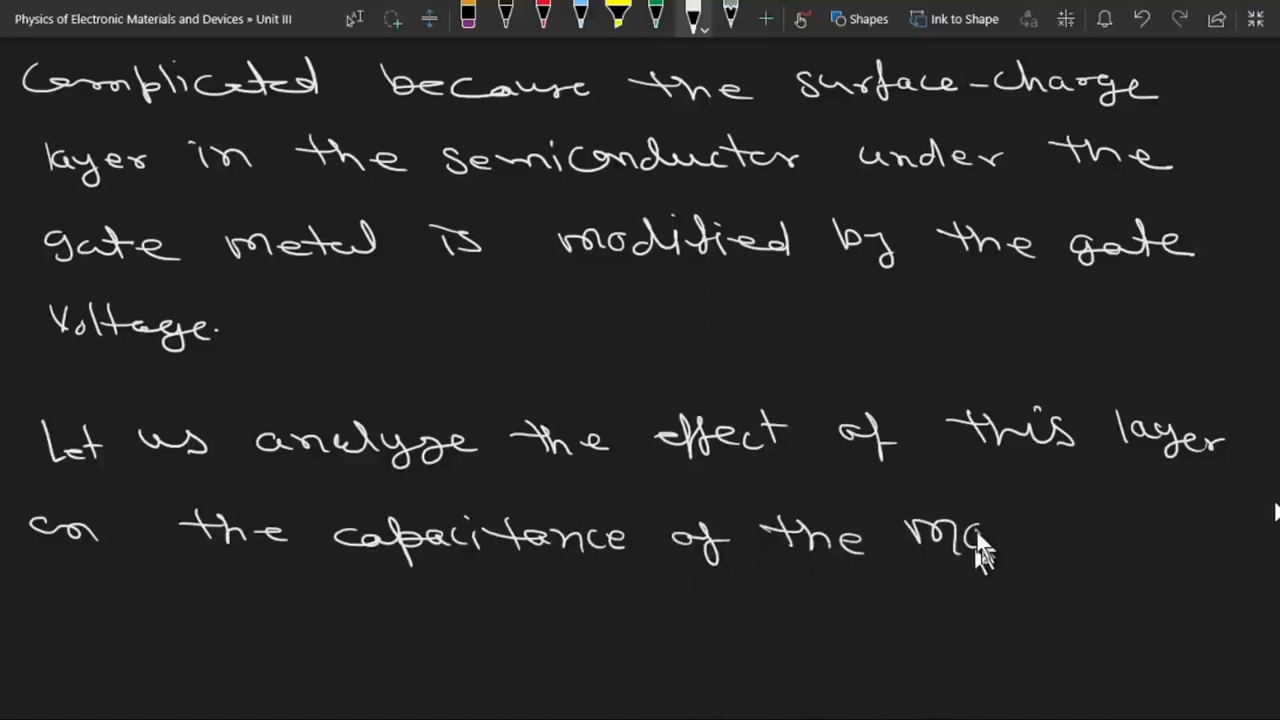 Physics of Electronic Materials and Devices » Unit III
Shapes
Ink to Shape
Complicated because the surface-charge
layer in the semiconductor under the
gate metal is modified by the gate
voltage.
Let us analyze the effect of this layer
on the capacitance of the Mo